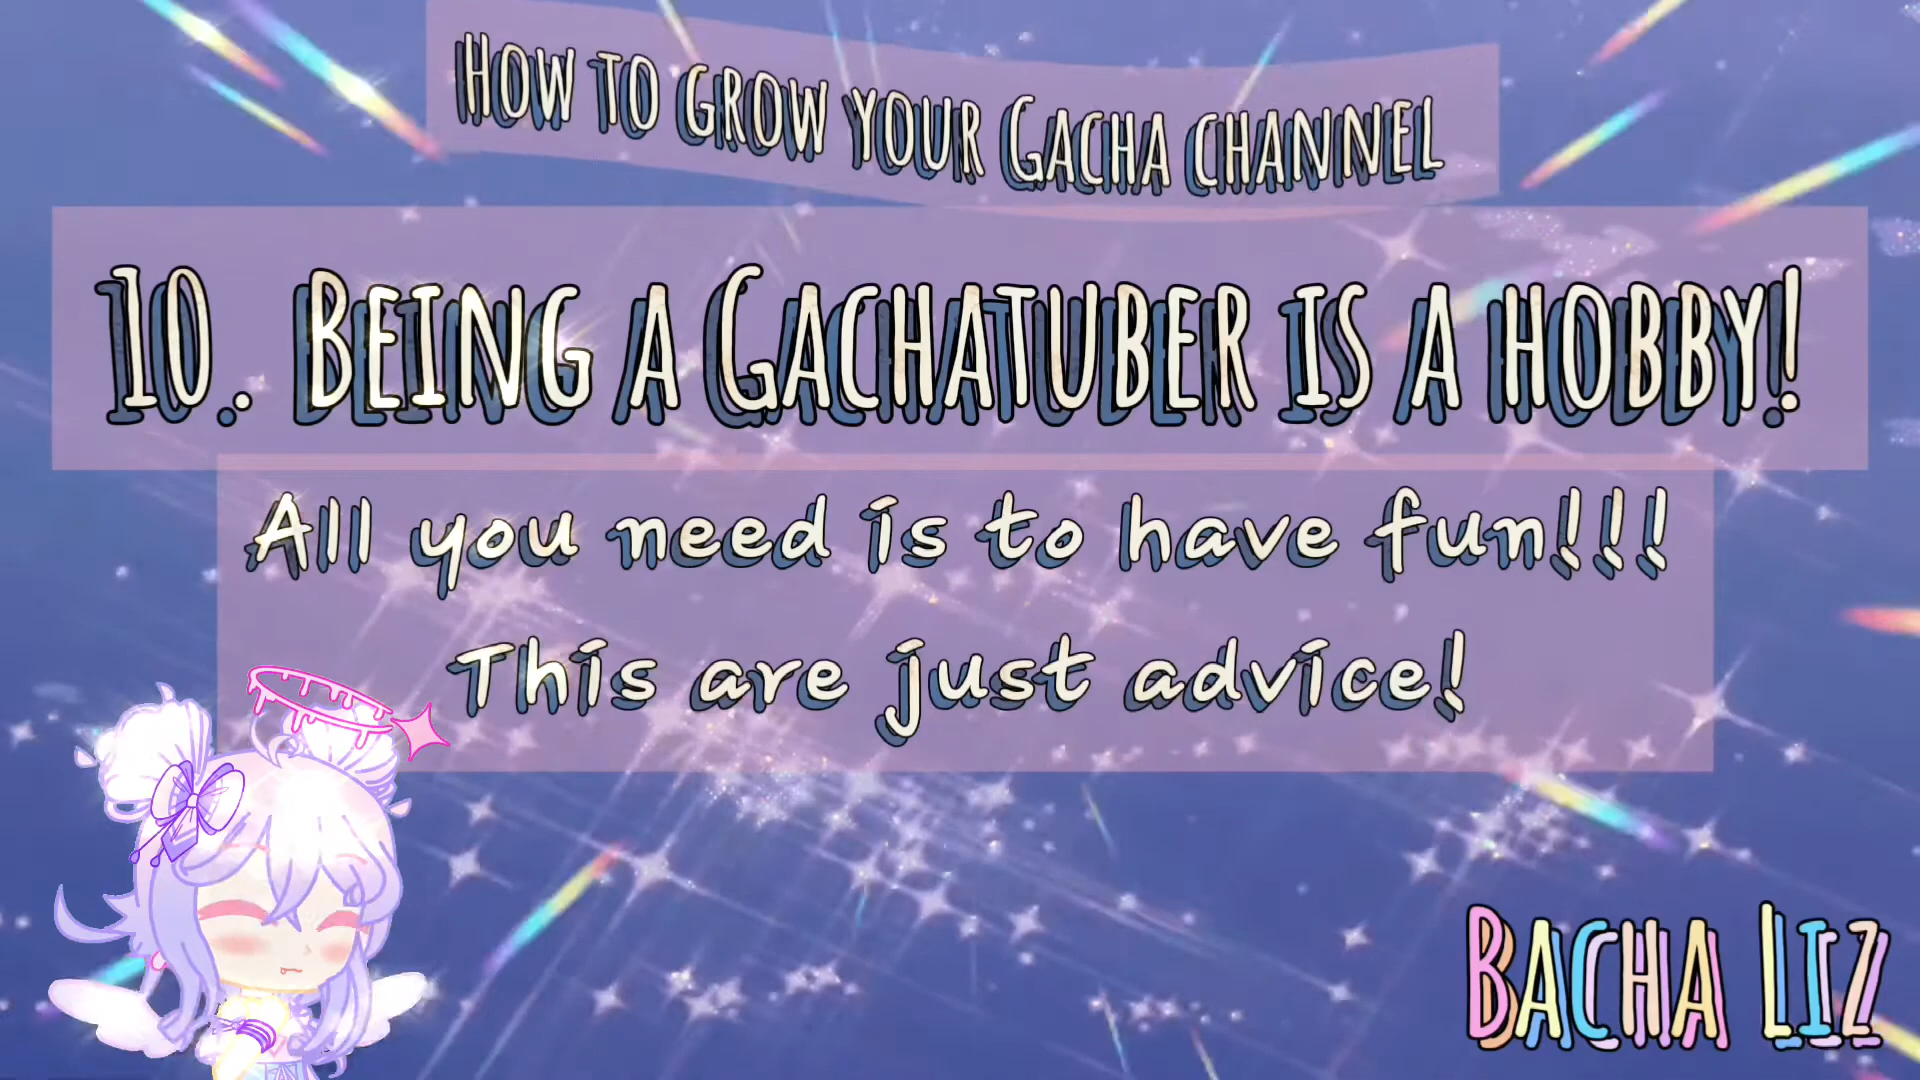 How to grow your Gacha channel
10. Being a Gachatuber is a hobby!
All you need is to have fun!!!
This are just advice!
Bacha Liz